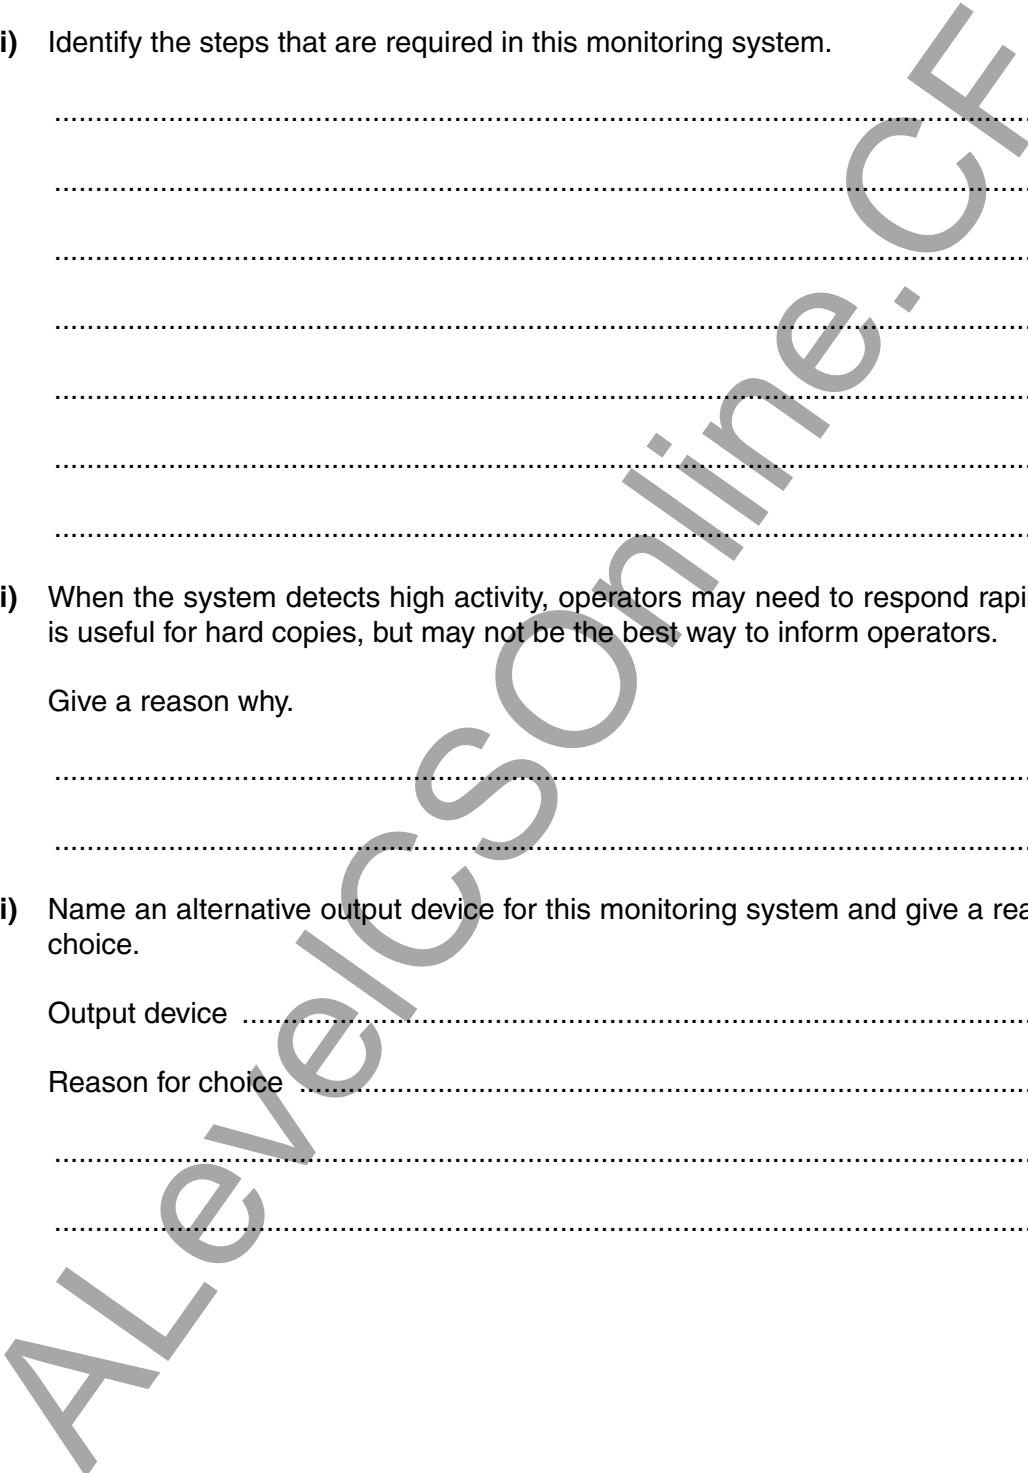 i) Identify the steps that are required in this monitoring system.
....................................................................................................................
....................................................................................................................
....................................................................................................................
....................................................................................................................
....................................................................................................................
....................................................................................................................
....................................................................................................................
i) When the system detects high activity, operators may need to respond rapi
is useful for hard copies, but may not be the best way to inform operators.
Give a reason why.
....................................................................................................................
....................................................................................................................
i) Name an alternative output device for this monitoring system and give a rea
choice.
Output device ..............................................................................................
Reason for choice .......................................................................................
....................................................................................................................
....................................................................................................................
ALevelCSOnline.CF